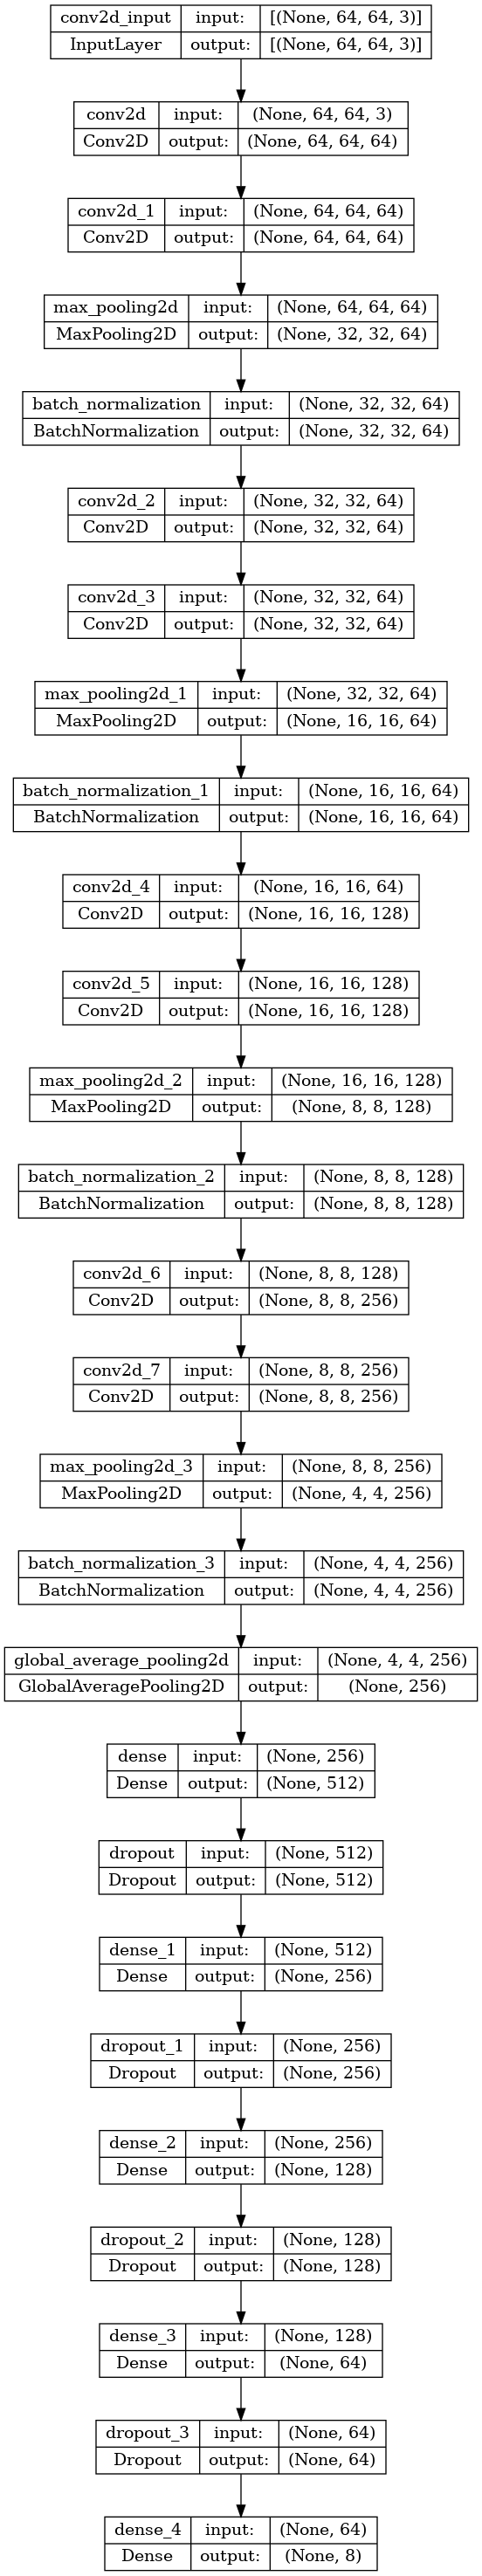 conv2d_input input: [(None, 64, 64, 3)]
InputLayer output: [(None, 64, 64, 3)]
conv2d input: (None, 64, 64, 3)
Conv2D output: (None, 64, 64, 64)
conv2d_1 input: (None, 64, 64, 64)
Conv2D output: (None, 64, 64, 64)
max_pooling2d input: (None, 64, 64, 64)
MaxPooling2D output: (None, 32, 32, 64)
batch_normalization input: (None, 32, 32, 64)
BatchNormalization output: (None, 32, 32, 64)
conv2d_2 input: (None, 32, 32, 64)
Conv2D output: (None, 32, 32, 64)
conv2d_3 input: (None, 32, 32, 64)
Conv2D output: (None, 32, 32, 64)
max_pooling2d_1 input: (None, 32, 32, 64)
MaxPooling2D output: (None, 16, 16, 64)
batch_normalization_1 input: (None, 16, 16, 64)
BatchNormalization output: (None, 16, 16, 64)
conv2d_4 input: (None, 16, 16, 64)
Conv2D output: (None, 16, 16, 128)
conv2d_5 input: (None, 16, 16, 128)
Conv2D output: (None, 16, 16, 128)
max_pooling2d_2 input: (None, 16, 16, 128)
MaxPooling2D output: (None, 8, 8, 128)
batch_normalization_2 input: (None, 8, 8, 128)
BatchNormalization output: (None, 8, 8, 128)
conv2d_6 input: (None, 8, 8, 128)
Conv2D output: (None, 8, 8, 256)
conv2d_7 input: (None, 8, 8, 256)
Conv2D output: (None, 8, 8, 256)
max_pooling2d_3 input: (None, 8, 8, 256)
MaxPooling2D output: (None, 4, 4, 256)
batch_normalization_3 input: (None, 4, 4, 256)
BatchNormalization output: (None, 4, 4, 256)
global_average_pooling2d input: (None, 4, 4, 256)
GlobalAveragePooling2D output: (None, 256)
dense input: (None, 256)
Dense output: (None, 512)
dropout input: (None, 512)
Dropout output: (None, 512)
dense_1 input: (None, 512)
Dense output: (None, 256)
dropout_1 input: (None, 256)
Dropout output: (None, 256)
dense_2 input: (None, 256)
Dense output: (None, 128)
dropout_2 input: (None, 128)
Dropout output: (None, 128)
dense_3 input: (None, 128)
Dense output: (None, 64)
dropout_3 input: (None, 64)
Dropout output: (None, 64)
dense_4 input: (None, 64)
Dense output: (None, 8)